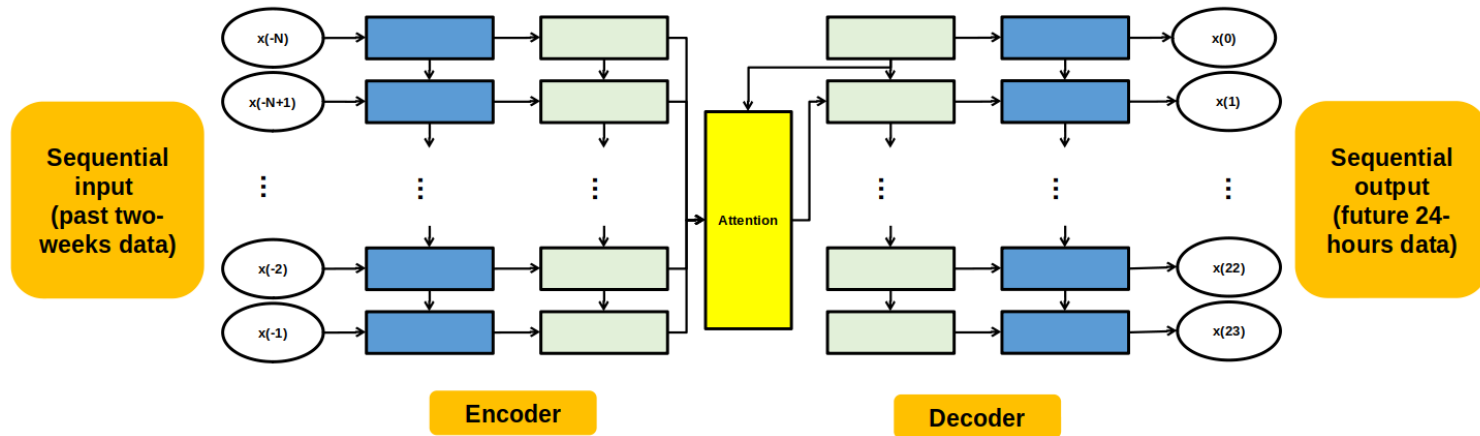 Sequential
input
(past two-
weeks data)
x(-N)
x(-N+1)
⋮
x(-2)
x(-1)
Encoder
Attention
Decoder
x(0)
x(1)
⋮
x(22)
x(23)
Sequential
output
(future 24-
hours data)